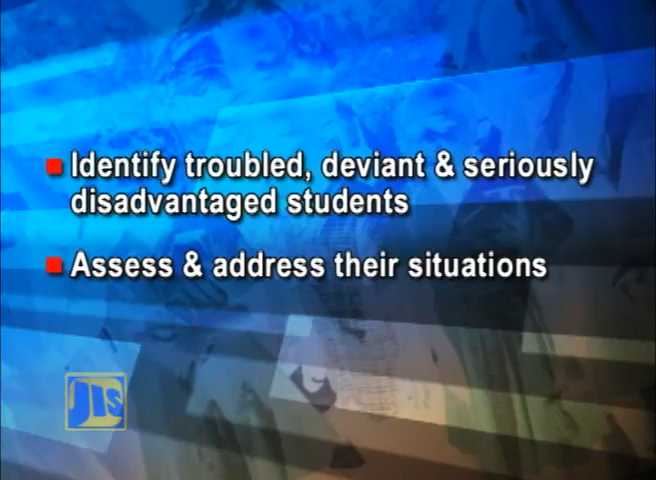 Identify troubled, deviant & seriously
disadvantaged students
Assess & address their situations
JIS